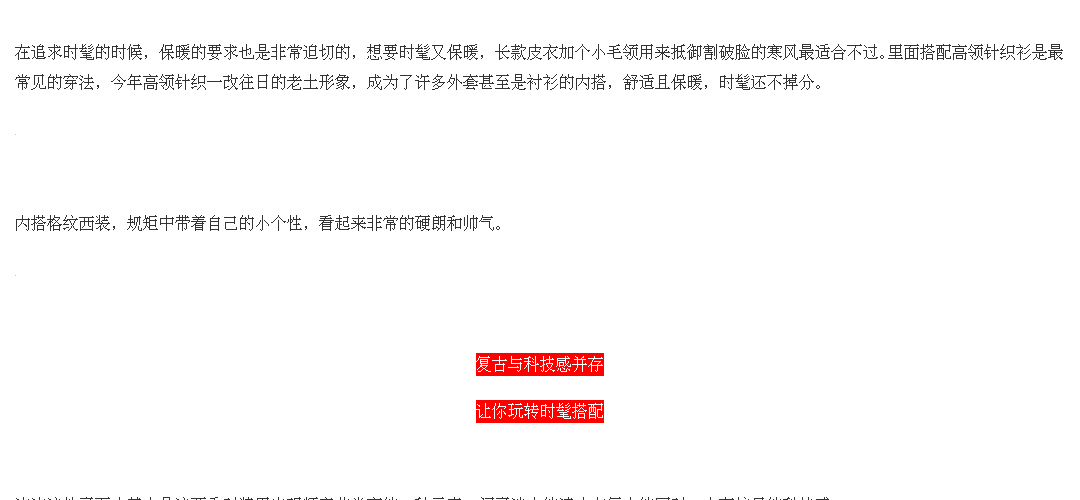 在追求时髦的时候，保暖的要求也是非常迫切的，想要时髦又保暖，长款皮衣加个小毛领用来抵御割破脸的寒风最适合不过。里面搭配高领针织衫是最
常见的穿法，今年高领针织一改往日的老土形象，成为了许多外套甚至是衬衫的内搭，舒适且保暖，时髦还不掉分。
内搭格纹西装，规矩中带着自己的小个性，看起来非常的硬朗和帅气。
复古与科技感并存
让你玩转时髦搭配